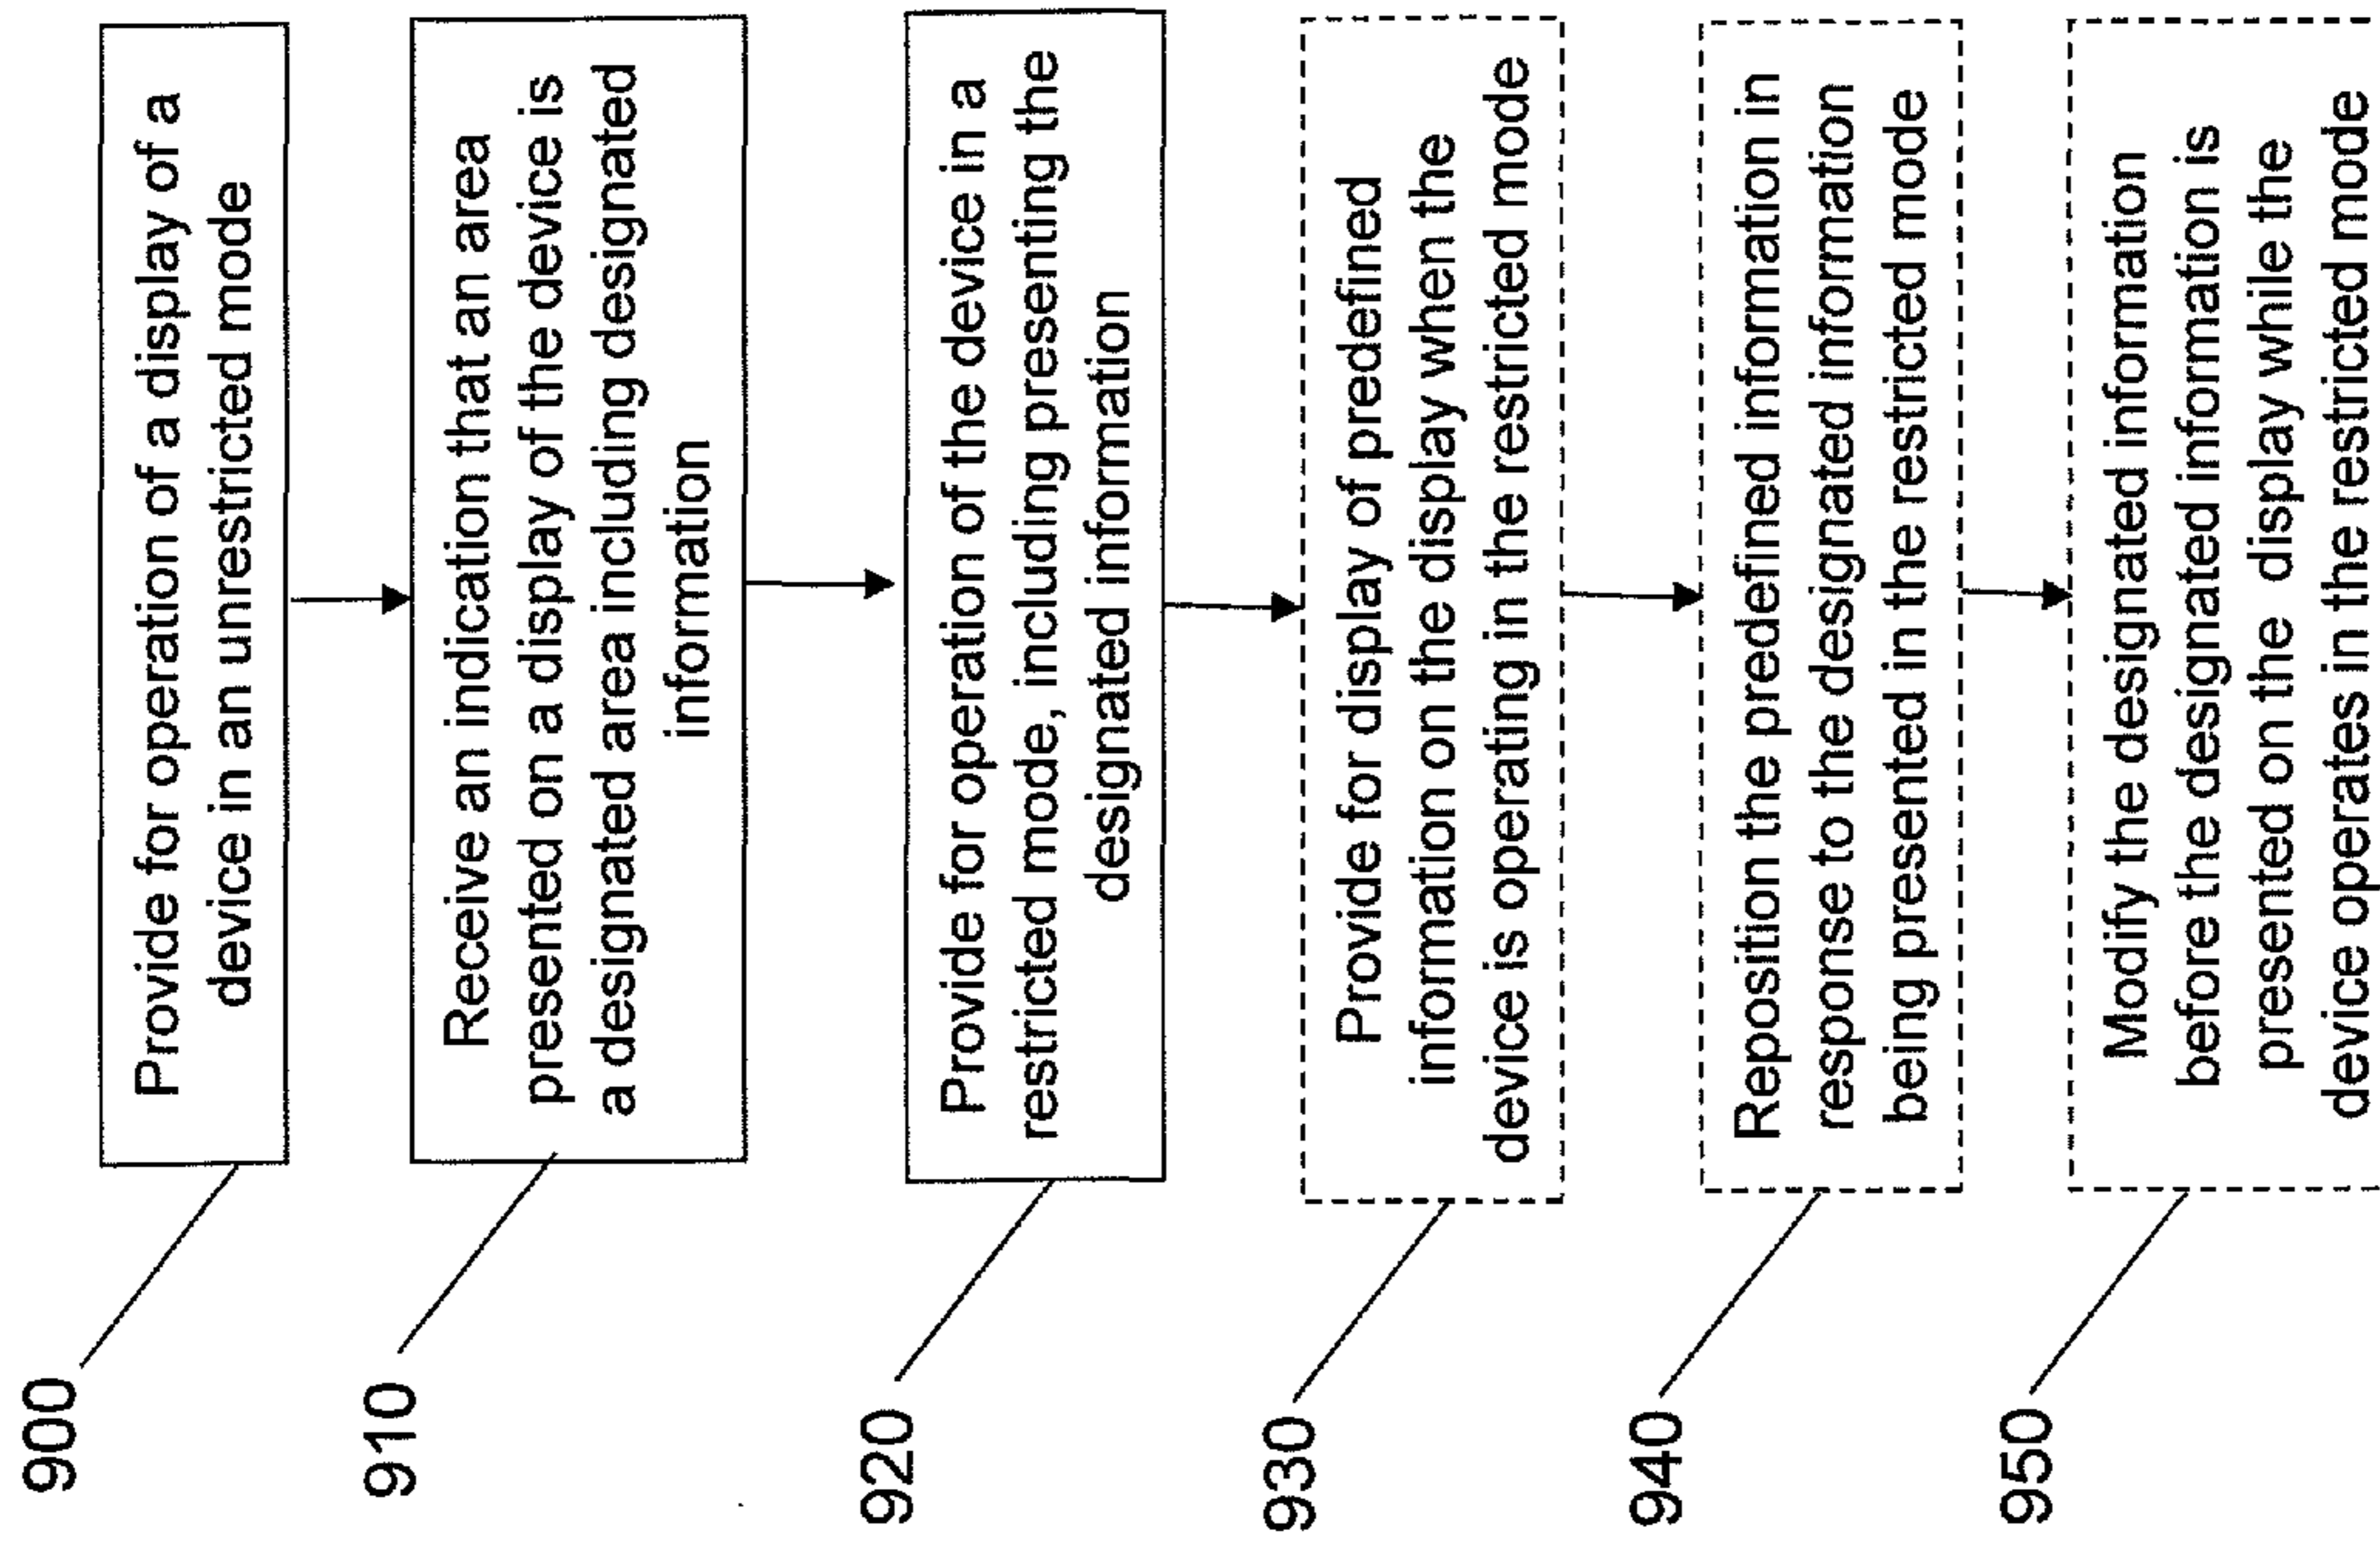 900
Provide for operation of a display of a
device in an unrestricted mode
910
Receive an indication that an area
presented on a display of the device is
a designated area including designated
information
920
Provide for operation of the device in a
restricted mode, including presenting the
designated information
930
Provide for display of predefined
information on the display when the
device is operating in the restricted mode
940
Reposition the predefined information in
response to the designated information
being presented in the restricted mode
950
Modify the designated information
before the designated information is
presented on the display while the
device operates in the restricted mode